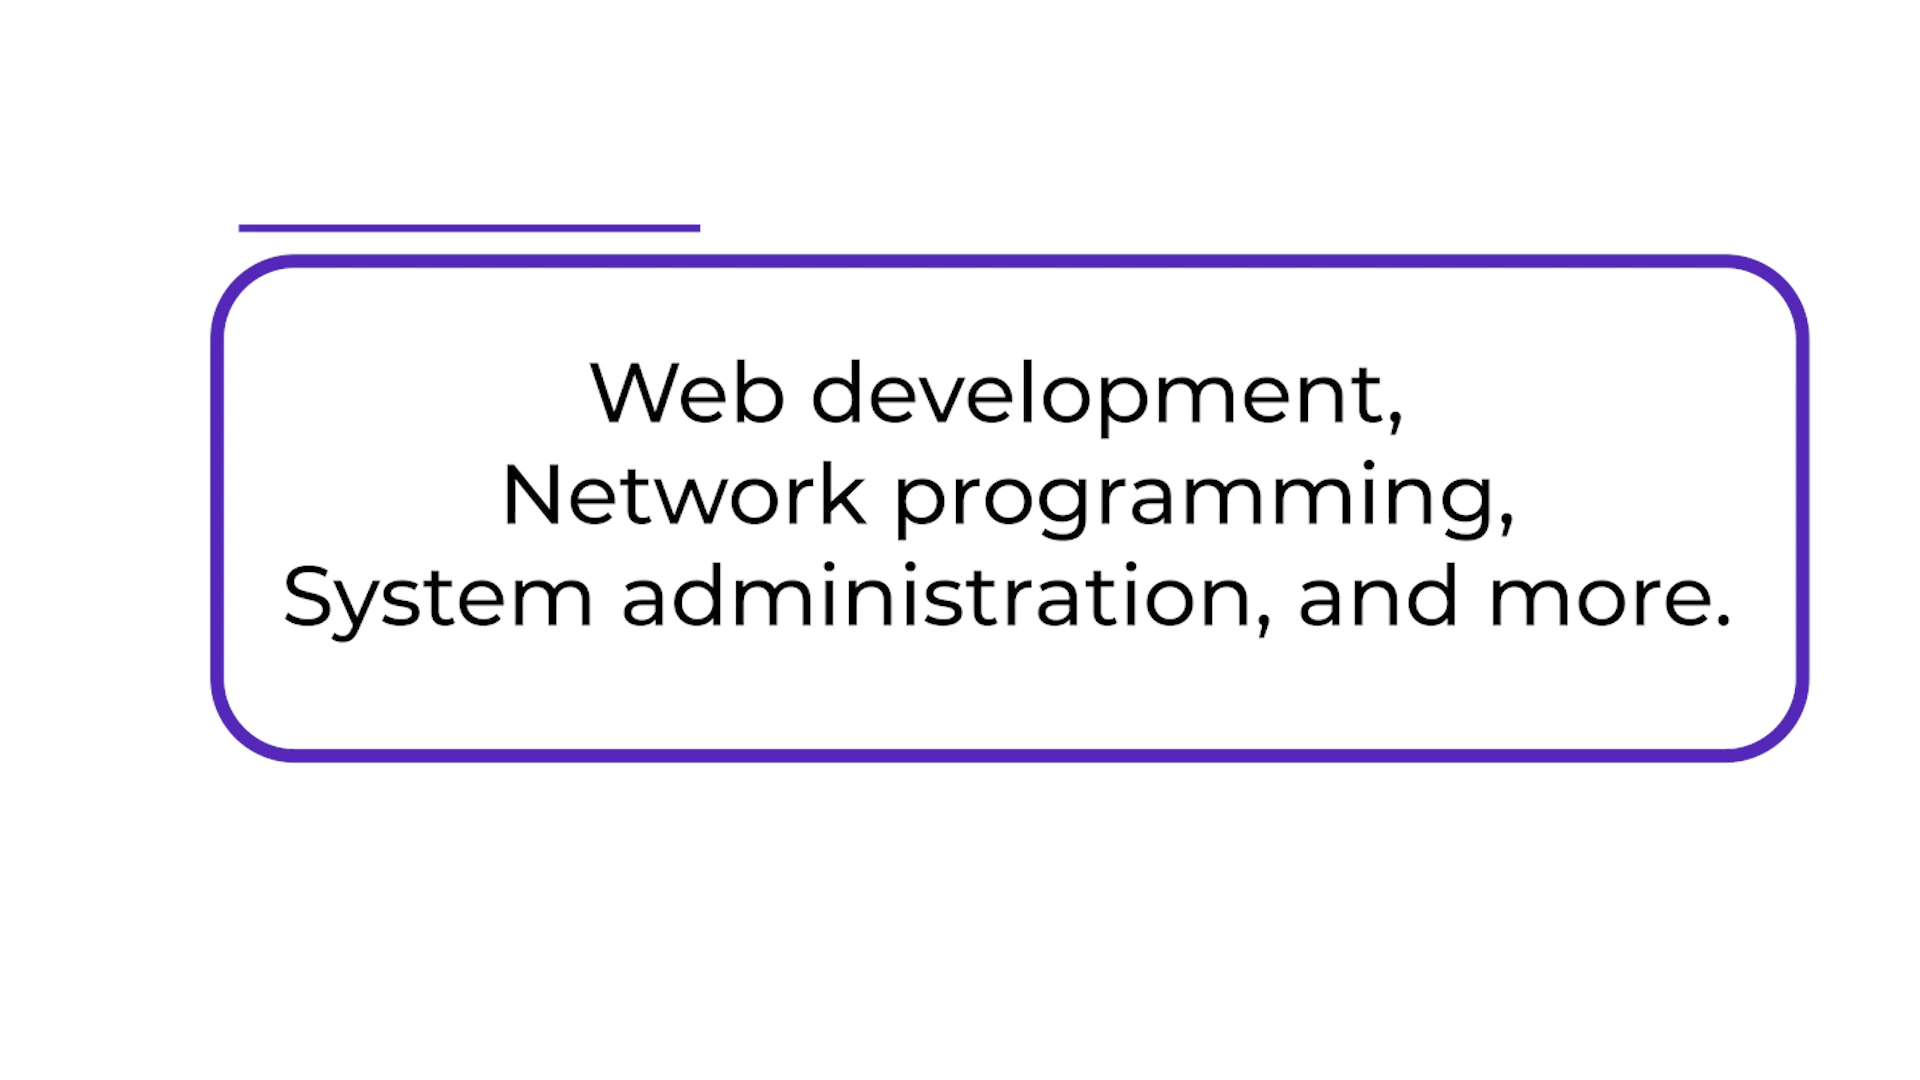 Web development,
Network programming,
System administration, and more.